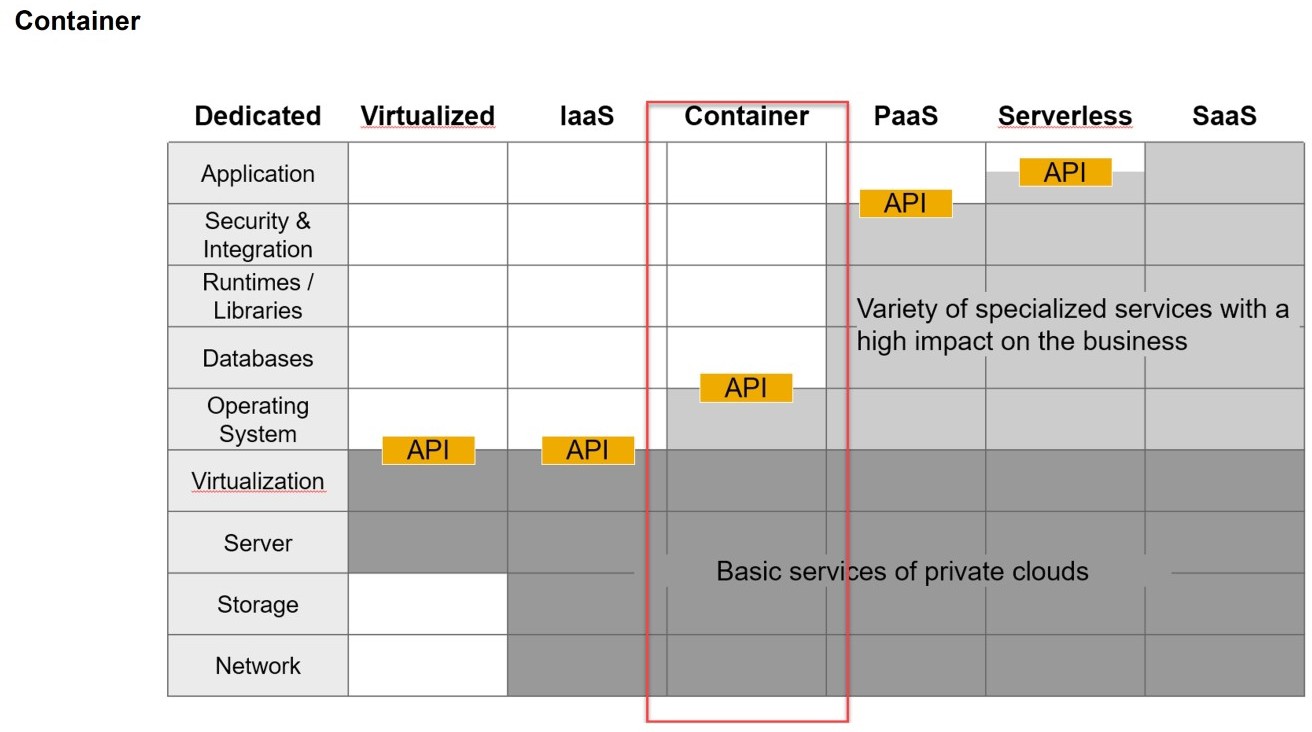 Container
Dedicated Virtualized IaaS Container PaaS Serverless SaaS
Application
API
API
Security &
Integration
Runtimes /
Libraries
Variety of specialized services with a
high impact on the business
Databases
API
Operating
System
API API
Virtualization
Server
Basic services of private clouds
Storage
Network